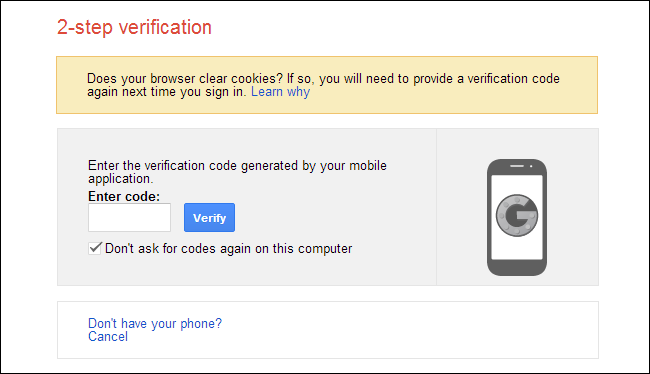 2-step verification
Does your browser clear cookies? If so, you will need to provide a verification code
again next time you sign in. Learn why
Enter the verification code generated by your mobile
application.
Enter code:
Verify
Don't ask for codes again on this computer
G
Don't have your phone?
Cancel